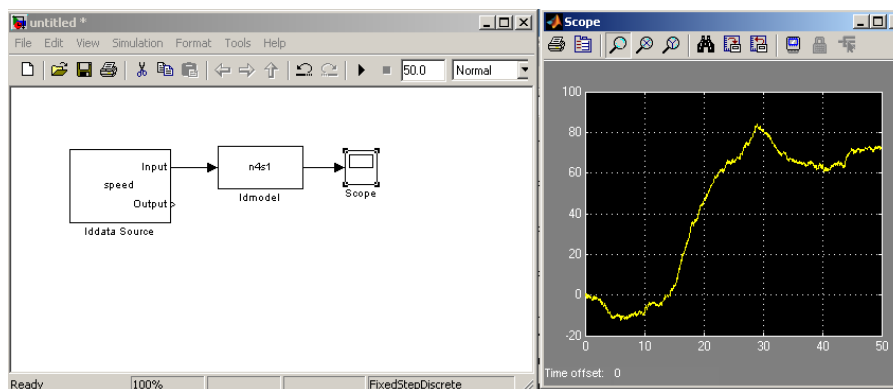 untitled *
File Edit View Simulation Format Tools Help
50.0 Normal
Input
speed
Output
Iddata Source
n4s1
Idmodel
Scope
Ready 100% FixedStepDiscrete
Scope
100
80
60
40
20
0
-20
0 10 20 30 40 50
Time offset: 0